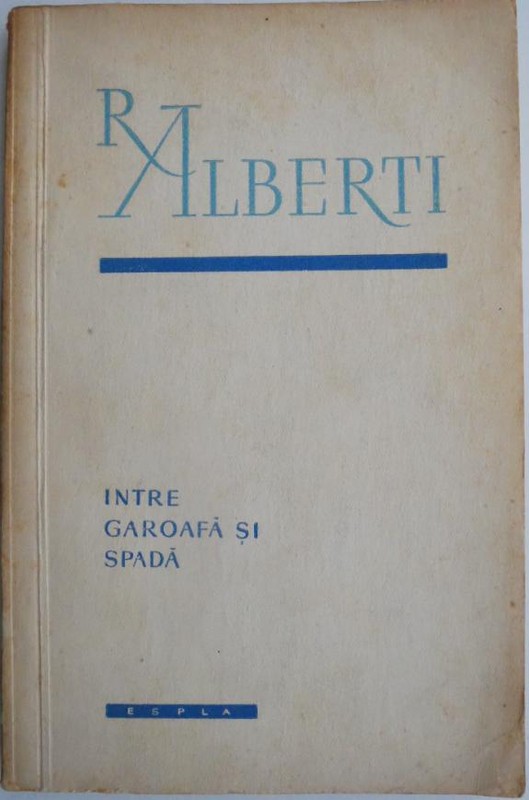 R ALBERTI
INTRE
GAROAFĂ ȘI
SPADĂ
ESPLA